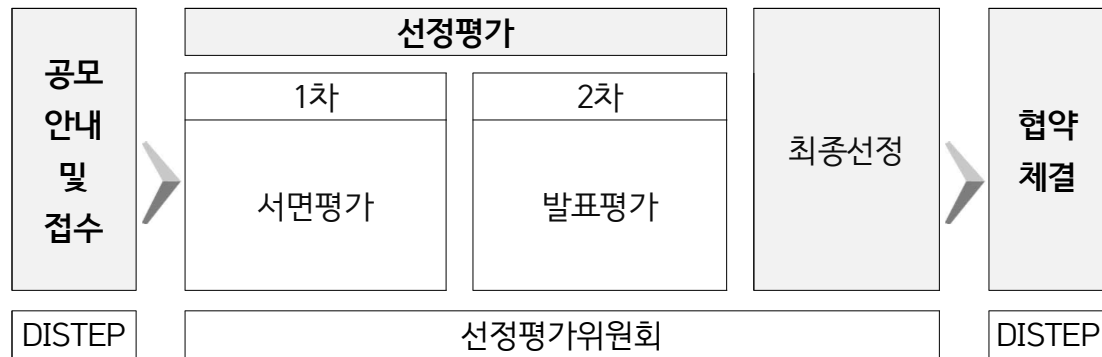 공모
안내
및
접수
선정평가
1차
서면평가
2차
발표평가
최종선정
협약
체결
DISTEP
선정평가위원회
DISTEP